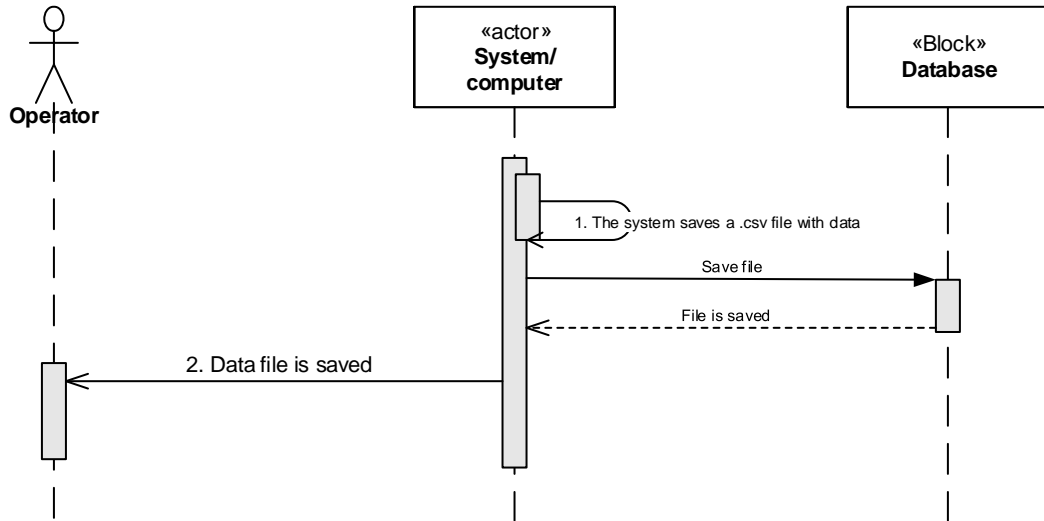 «actor»
System/
computer
«Block»
Database
Operator
1. The system saves a .csv file with data
Save file
File is saved
2. Data file is saved